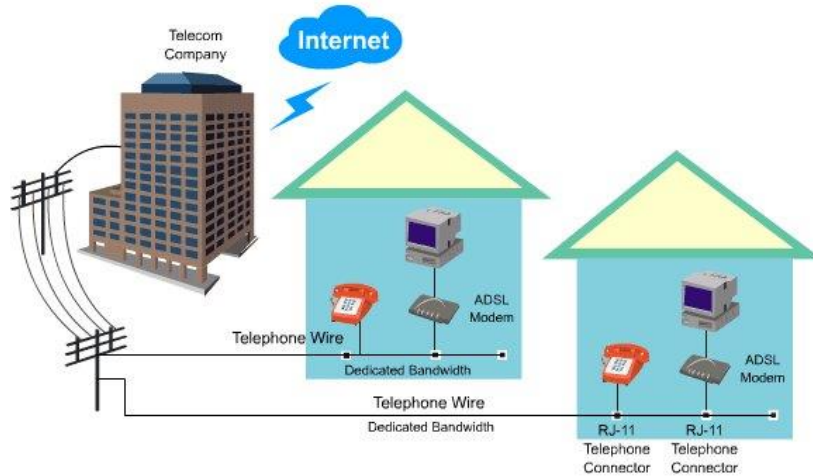 Telecom
Company
Internet
ADSL
Modem
Telephone Wire
Dedicated Bandwidth
ADSL
Modem
Telephone Wire
Dedicated Bandwidth
RJ-11
Telephone
Connector
RJ-11
Telephone
Connector